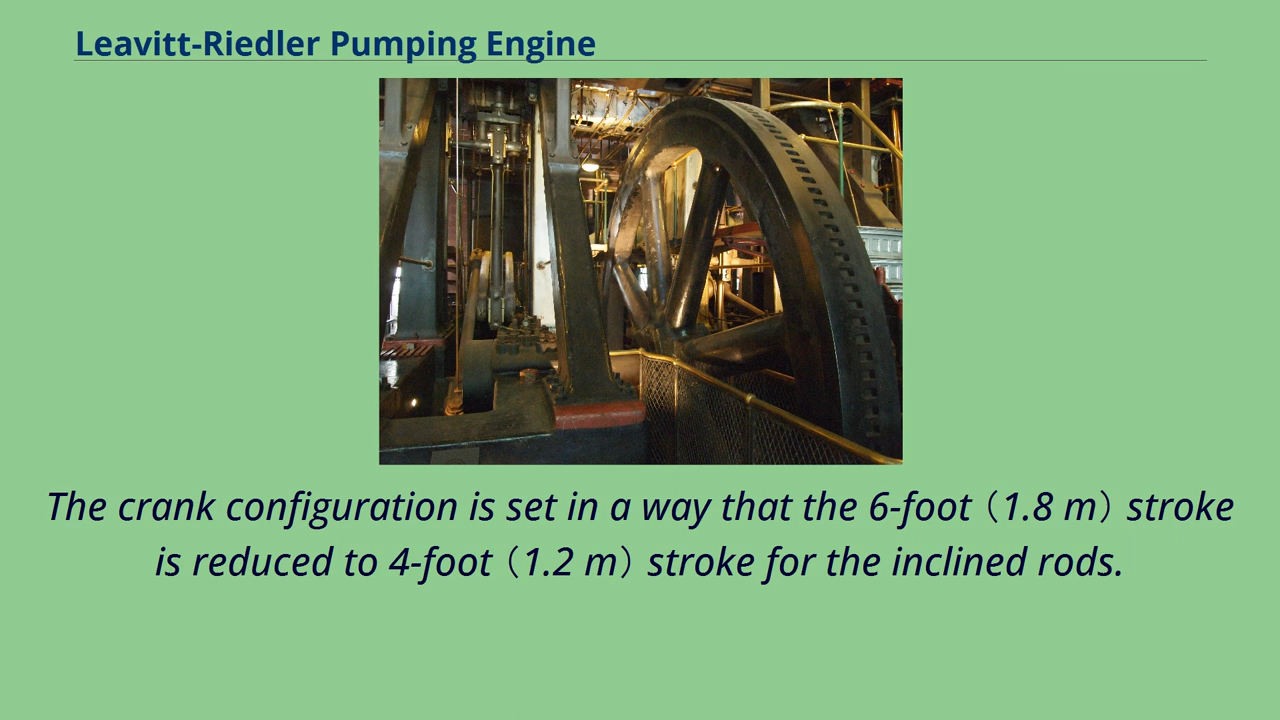 Leavitt-Riedler Pumping Engine
The crank configuration is set in a way that the 6-foot (1.8 m) stroke
is reduced to 4-foot (1.2 m) stroke for the inclined rods.